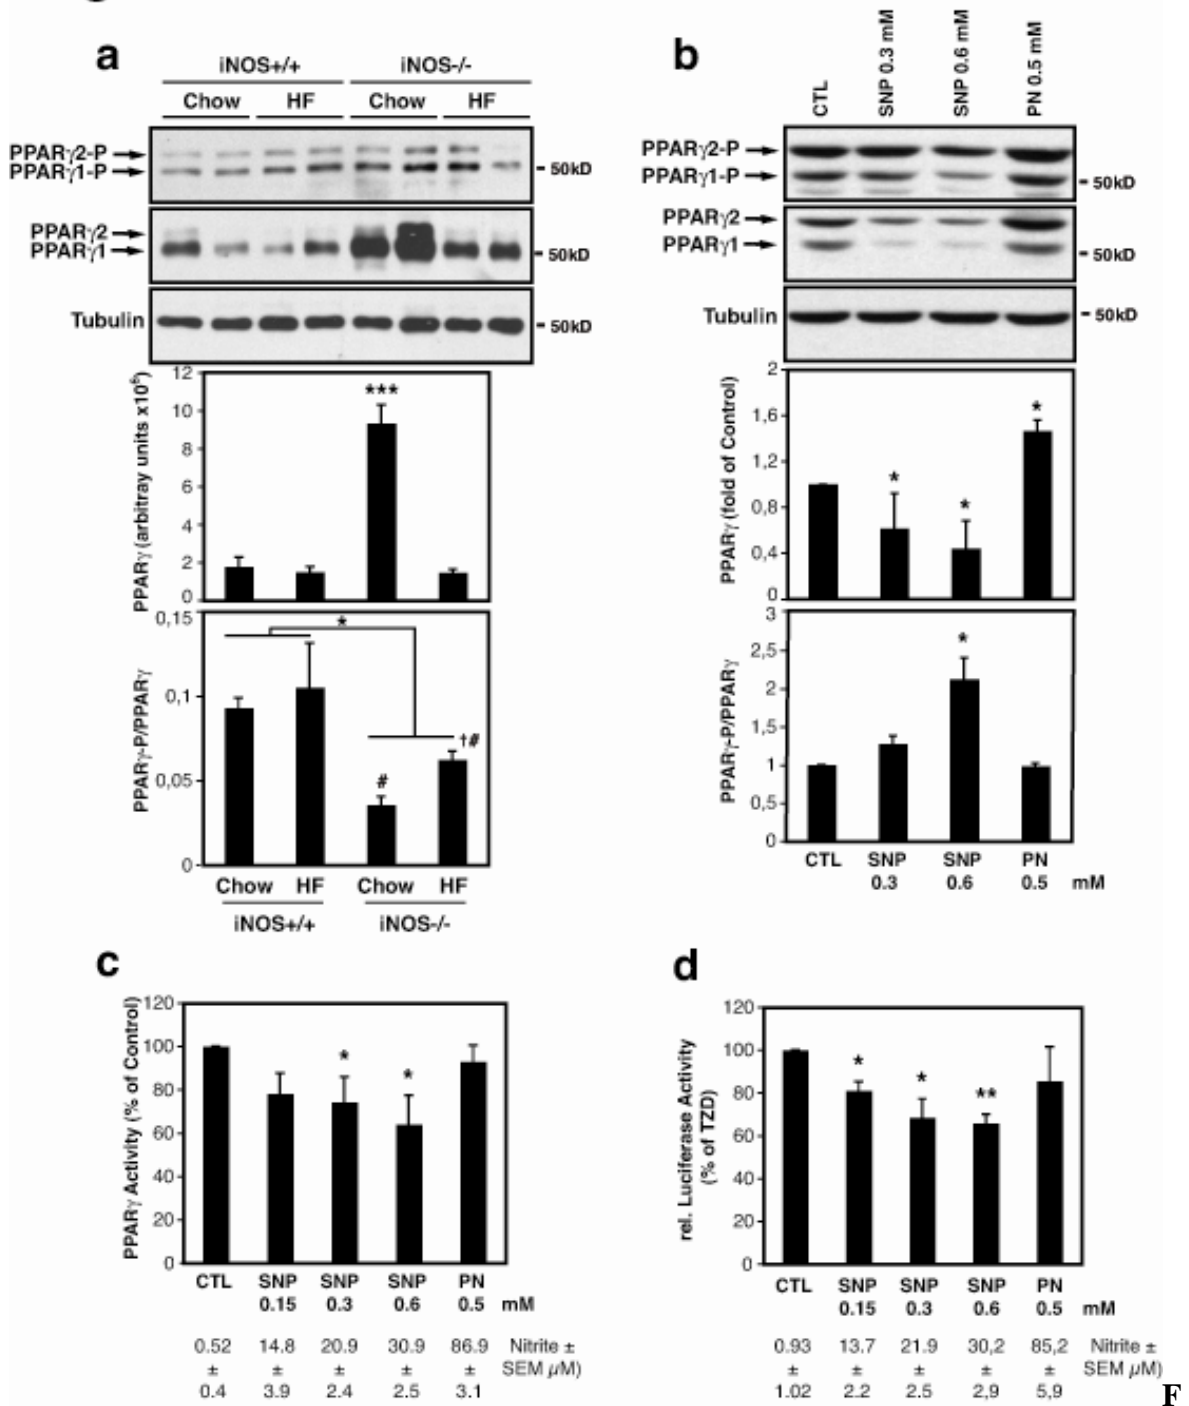 a
iNOS+/+ iNOS-/-
Chow HF Chow HF
PPARγ2-P
PPARγ1-P
50kD
PPARγ2
PPARγ1
50kD
Tubulin
50kD
PPARγ (arbitray units x10⁶)
12
10
8
6
4
2
0
***
PPARγ-P/PPARγ
0,15
0,1
0,05
0
*
#
†#
Chow HF Chow HF
iNOS+/+ iNOS-/-
b
CTL
SNP 0.3 mM
SNP 0.6 mM
PN 0.5 mM
PPARγ2-P
PPARγ1-P
50kD
PPARγ2
PPARγ1
50kD
Tubulin
50kD
PPARγ (fold of Control)
2
1,6
1,2
0,8
0,4
0
* * *
PPARγ-P/PPARγ
3
2,5
2
1,5
1
0,5
0
*
CTL SNP SNP PN
0.3 0.6 0.5 mM
c
PPARγ Activity (% of Control)
120
100
80
60
40
20
0
* *
CTL SNP SNP SNP PN
0.15 0.3 0.6 0.5 mM
0.52 14.8 20.9 30.9 86.9 Nitrite ±
± ± ± ± ± SEM μM)
0.4 3.9 2.4 2.5 3.1
d
rel. Luciferase Activity
(% of TZD)
120
100
80
60
40
20
0
* * **
CTL SNP SNP SNP PN
0.15 0.3 0.6 0.5 mM
0.93 13.7 21.9 30,2 85,2 Nitrite ±
± ± ± ± ± SEM μM)
1.02 2.2 2.5 2,9 5,9
F